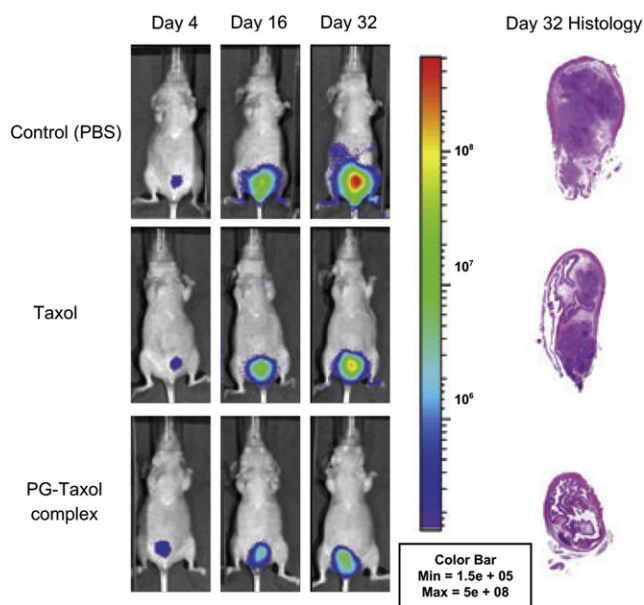 Day 4 Day 16 Day 32 Day 32 Histology
Control (PBS)
10⁸
Taxol
10⁷
10⁶
PG-Taxol
complex
Color Bar
Min = 1.5e + 05
Max = 5e + 08